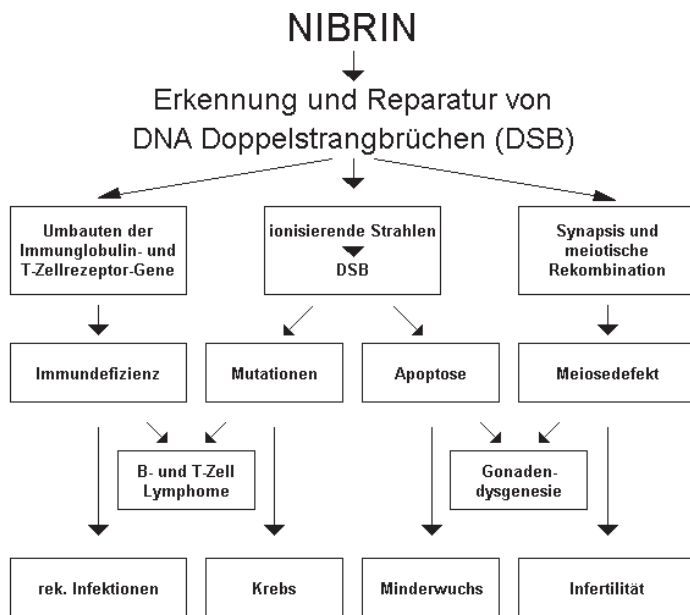 NIBRIN
Erkennung und Reparatur von
DNA Doppelstrangbrüchen (DSB)
Umbauten der
Immunglobulin- und
T-Zellrezeptor-Gene
ionisierende Strahlen
DSB
Synapsis und
meiotische
Rekombination
Immundefizienz
Mutationen
Apoptose
Meiosedefekt
B- und T-Zell
Lymphome
Gonaden-
dysgenesie
rek. Infektionen
Krebs
Minderwuchs
Infertilität